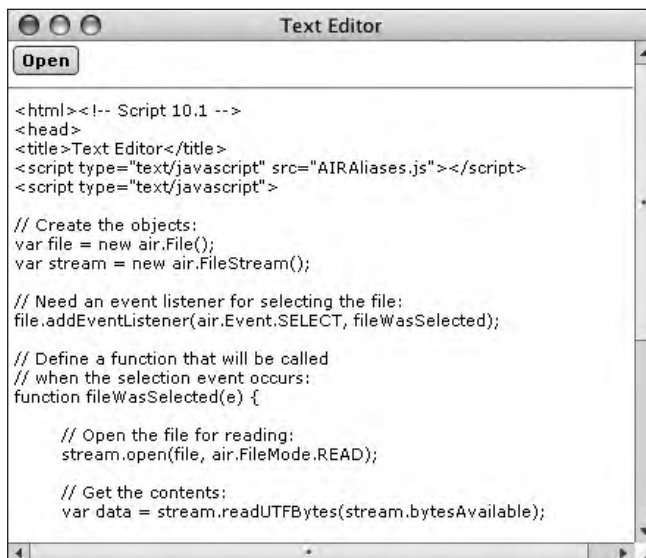 Text Editor
Open
<html><!-- Script 10.1 -->
<head>
<title>Text Editor</title>
<script type="text/javascript" src="AIRAliases.js"></script>
<script type="text/javascript">
// Create the objects:
var file = new air.File();
var stream = new air.FileStream();
// Need an event listener for selecting the file:
file.addEventListener(air.Event.SELECT, fileWasSelected);
// Define a function that will be called
// when the selection event occurs:
function fileWasSelected(e) {
// Open the file for reading:
stream.open(file, air.FileMode.READ);
// Get the contents:
var data = stream.readUTFBytes(stream.bytesAvailable);